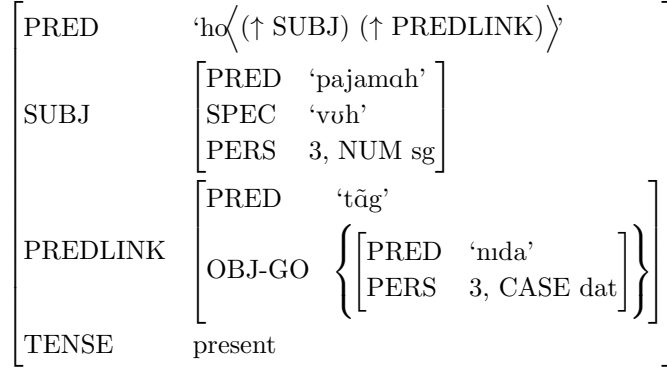 PRED ‘ho⟨(↑ SUBJ) (↑ PREDLINK)⟩’
SUBJ
PRED ‘pajamɑh’
SPEC ‘vʊh’
PERS 3, NUM sg
PREDLINK
PRED ‘tɑ̃g’
OBJ-GO
PRED ‘nɪda’
PERS 3, CASE dat
TENSE present